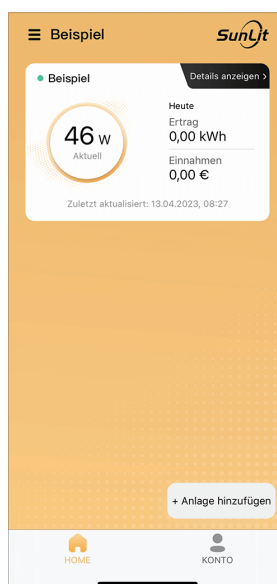 Beispiel
SunLit
Beispiel
Details anzeigen >
46 W
Aktuell
Heute
Ertrag
0,00 kWh
Einnahmen
0,00 €
Zuletzt aktualisiert: 13.04.2023, 08:27
+ Anlage hinzufügen
HOME
KONTO